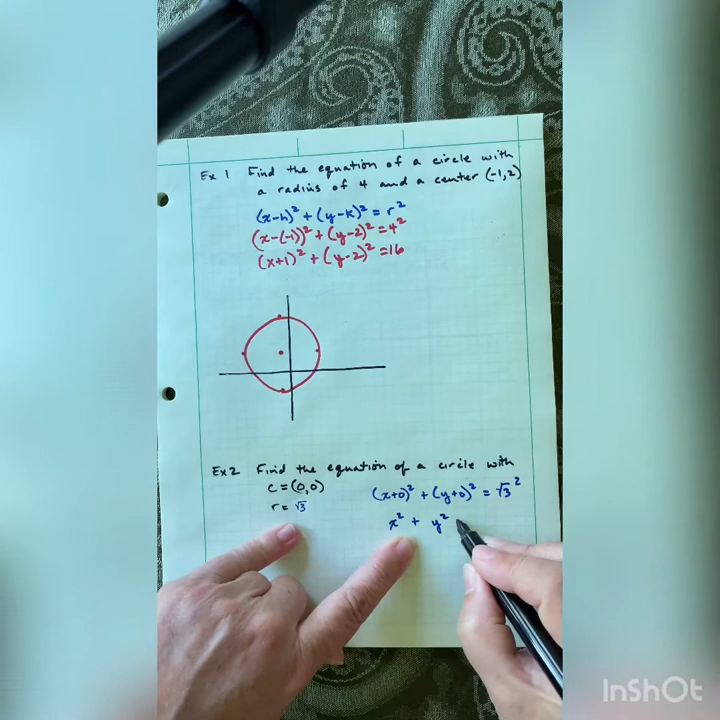 Ex 1 Find the equation of a circle with
a radius of 4 and a center (-1,2)
(x-h)² + (y-k)² = r²
(x-(-1))² + (y-2)² = 4²
(x+1)² + (y-2)² = 16
Ex 2 Find the equation of a circle with
c = (0,0)
r = √3
(x+0)² + (y+0)² = √3²
x² + y²
InShOt